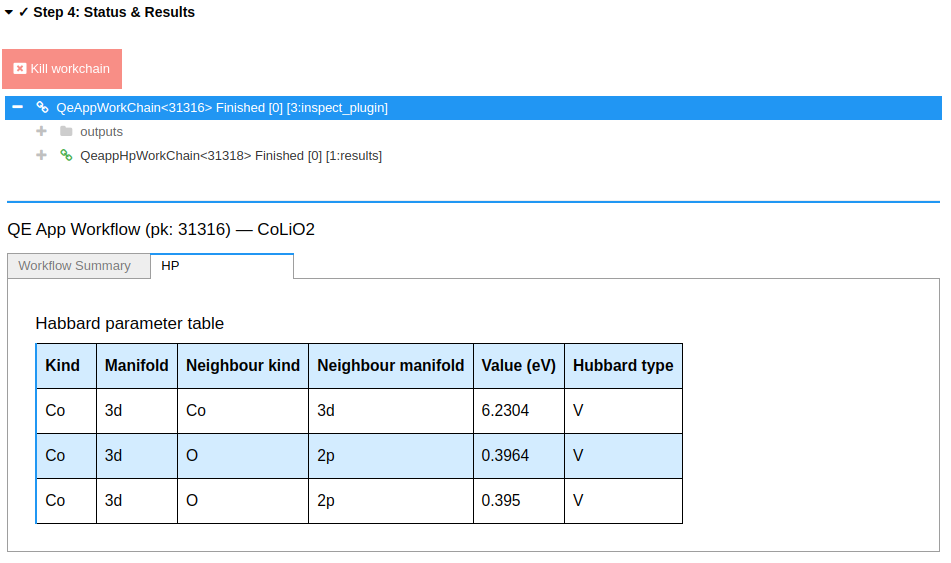 ✓ Step 4: Status & Results
Kill workchain
QeAppWorkChain<31316> Finished [0] [3:inspect_plugin]
outputs
QeappHpWorkChain<31318> Finished [0] [1:results]
QE App Workflow (pk: 31316) — CoLiO2
Workflow Summary HP
Habbard parameter table
Kind Manifold Neighbour kind Neighbour manifold Value (eV) Hubbard type
Co 3d Co 3d 6.2304 V
Co 3d O 2p 0.3964 V
Co 3d O 2p 0.395 V